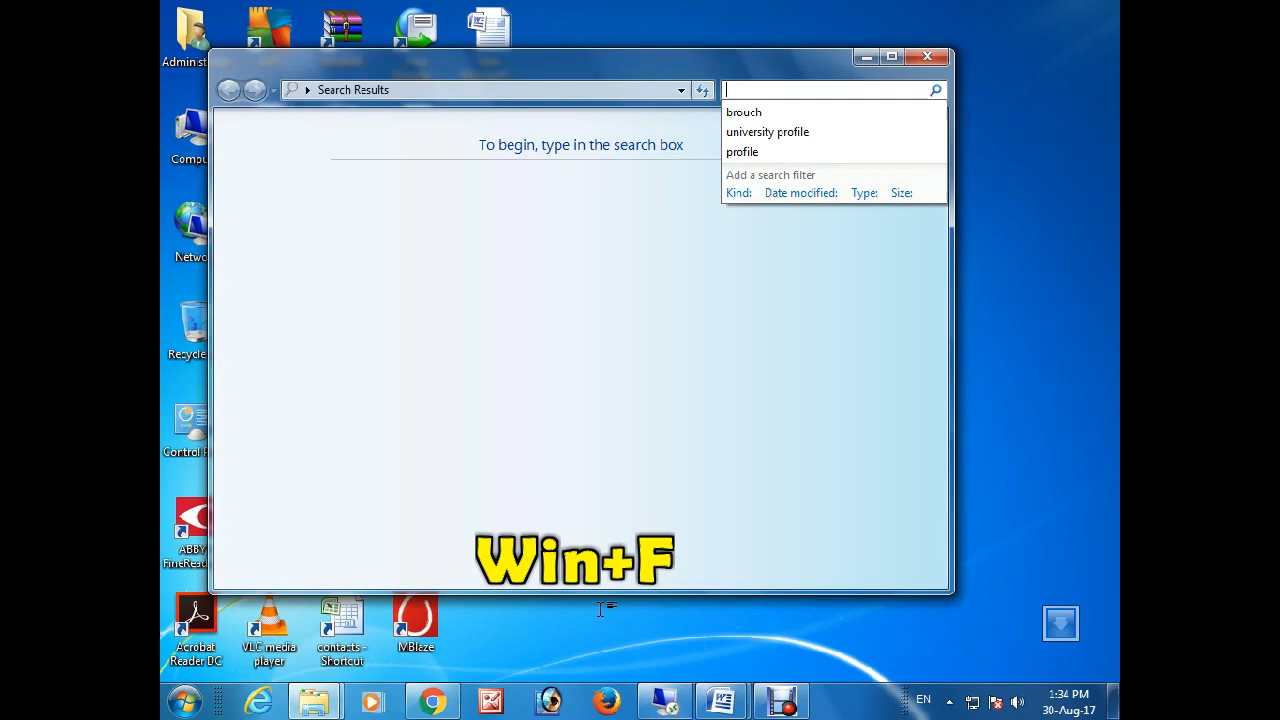 Administ
Search Results
brouch
university profile
profile
Add a search filter
Kind: Date modified: Type: Size:
To begin, type in the search box
Compu
Netwo
Recycle
Control P
ABBY
FineRead
Win+F
Acrobat
Reader DC
VLC media
player
contacts -
Shortcut
MBlaze
EN
1:34 PM
30-Aug-17